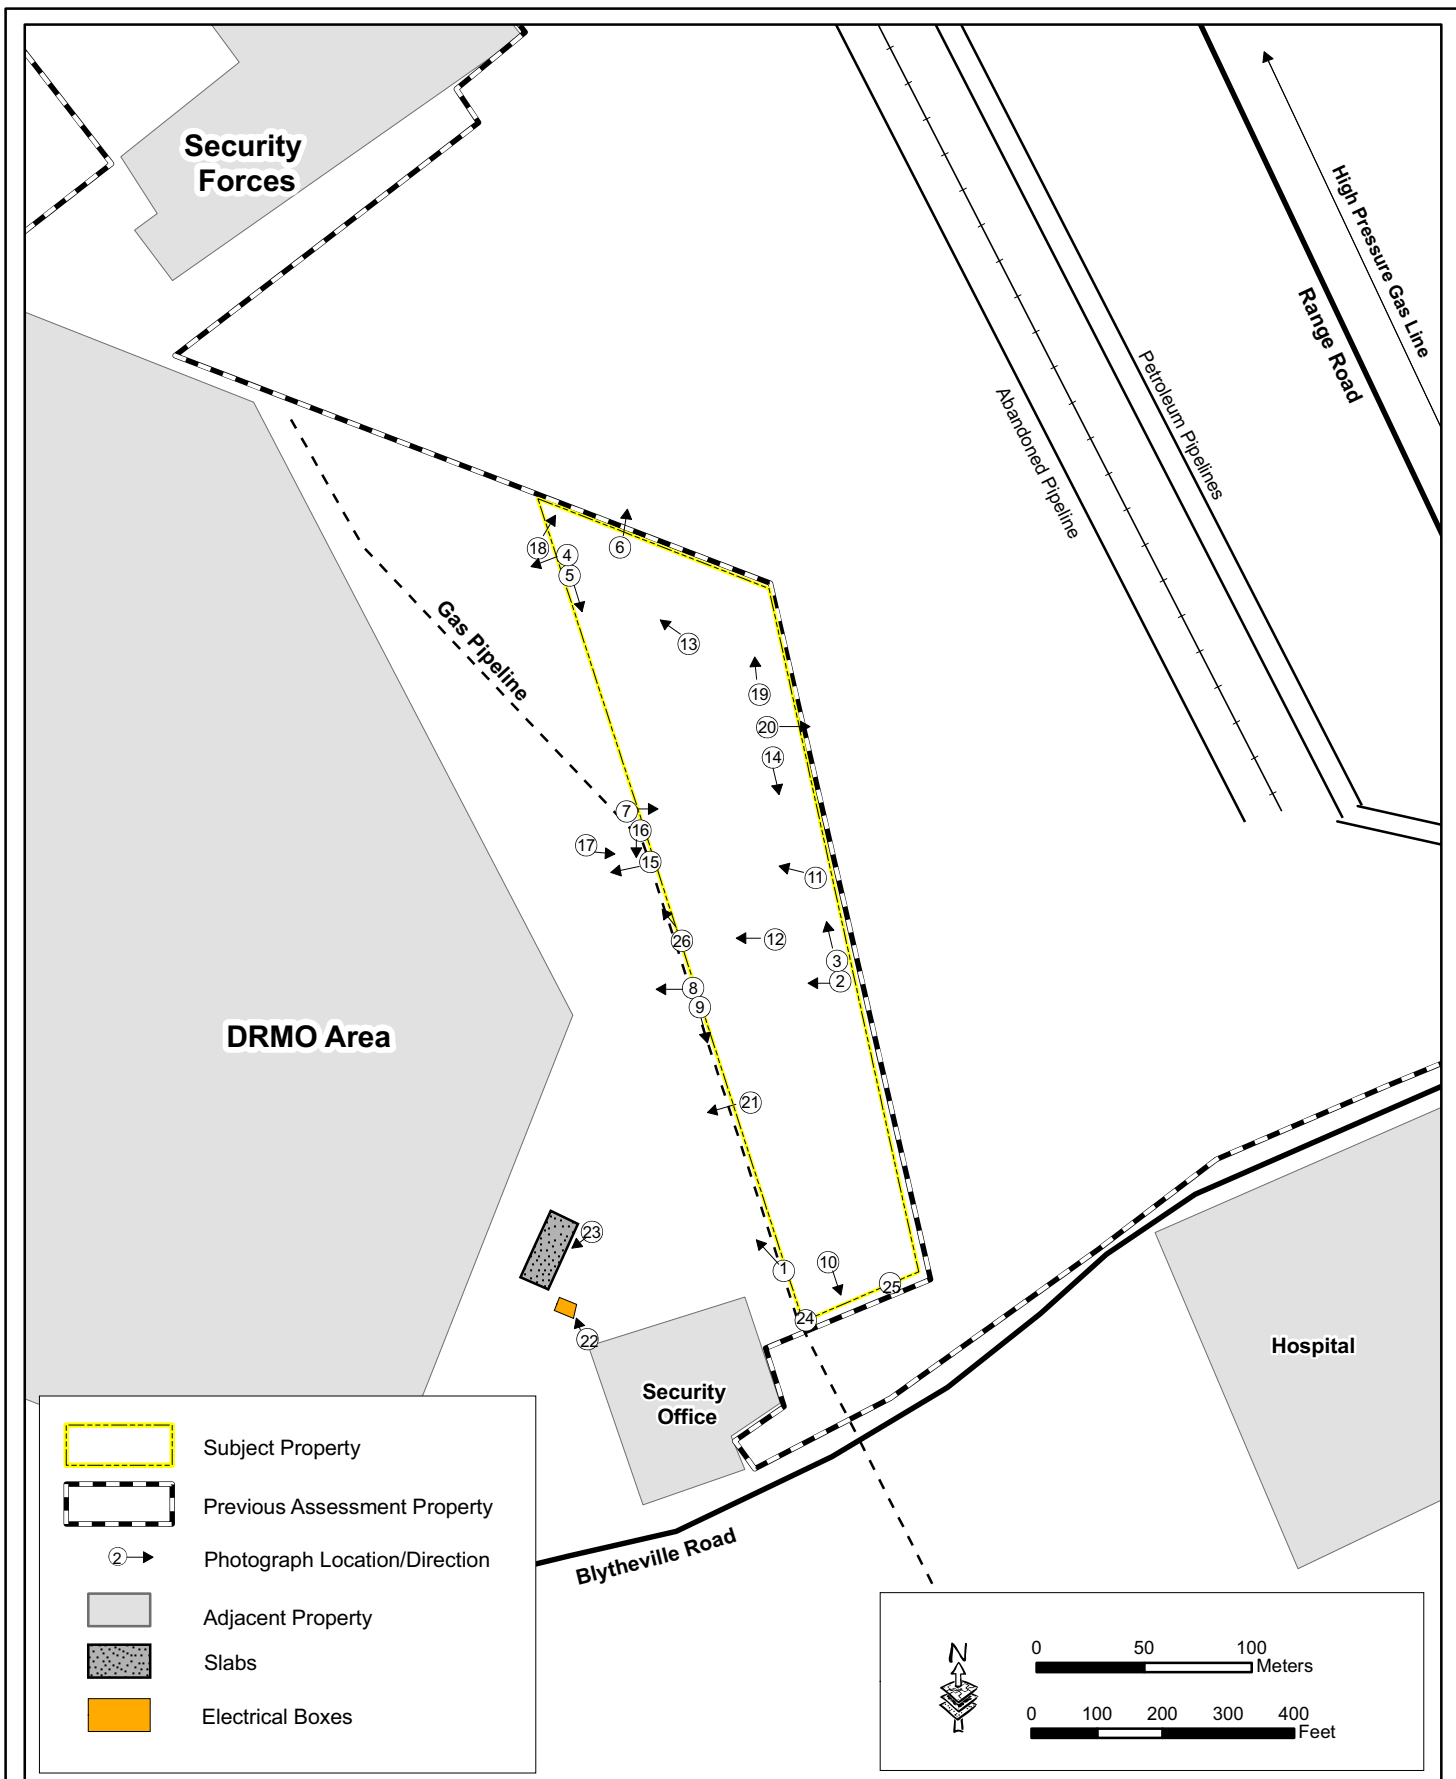 Security
Forces
High Pressure Gas Line
Range Road
Petroleum Pipelines
Abandoned Pipeline
18
4
6
5
Gas Pipeline
13
19
20
14
7
16
17
15
11
26
12
3
2
8
9
DRMO Area
21
23
1
10
25
24
22
Hospital
Security
Office
Blytheville Road
Subject Property
Previous Assessment Property
2 Photograph Location/Direction
Adjacent Property
Slabs
Electrical Boxes
N
0 50 100
Meters
0 100 200 300 400
Feet